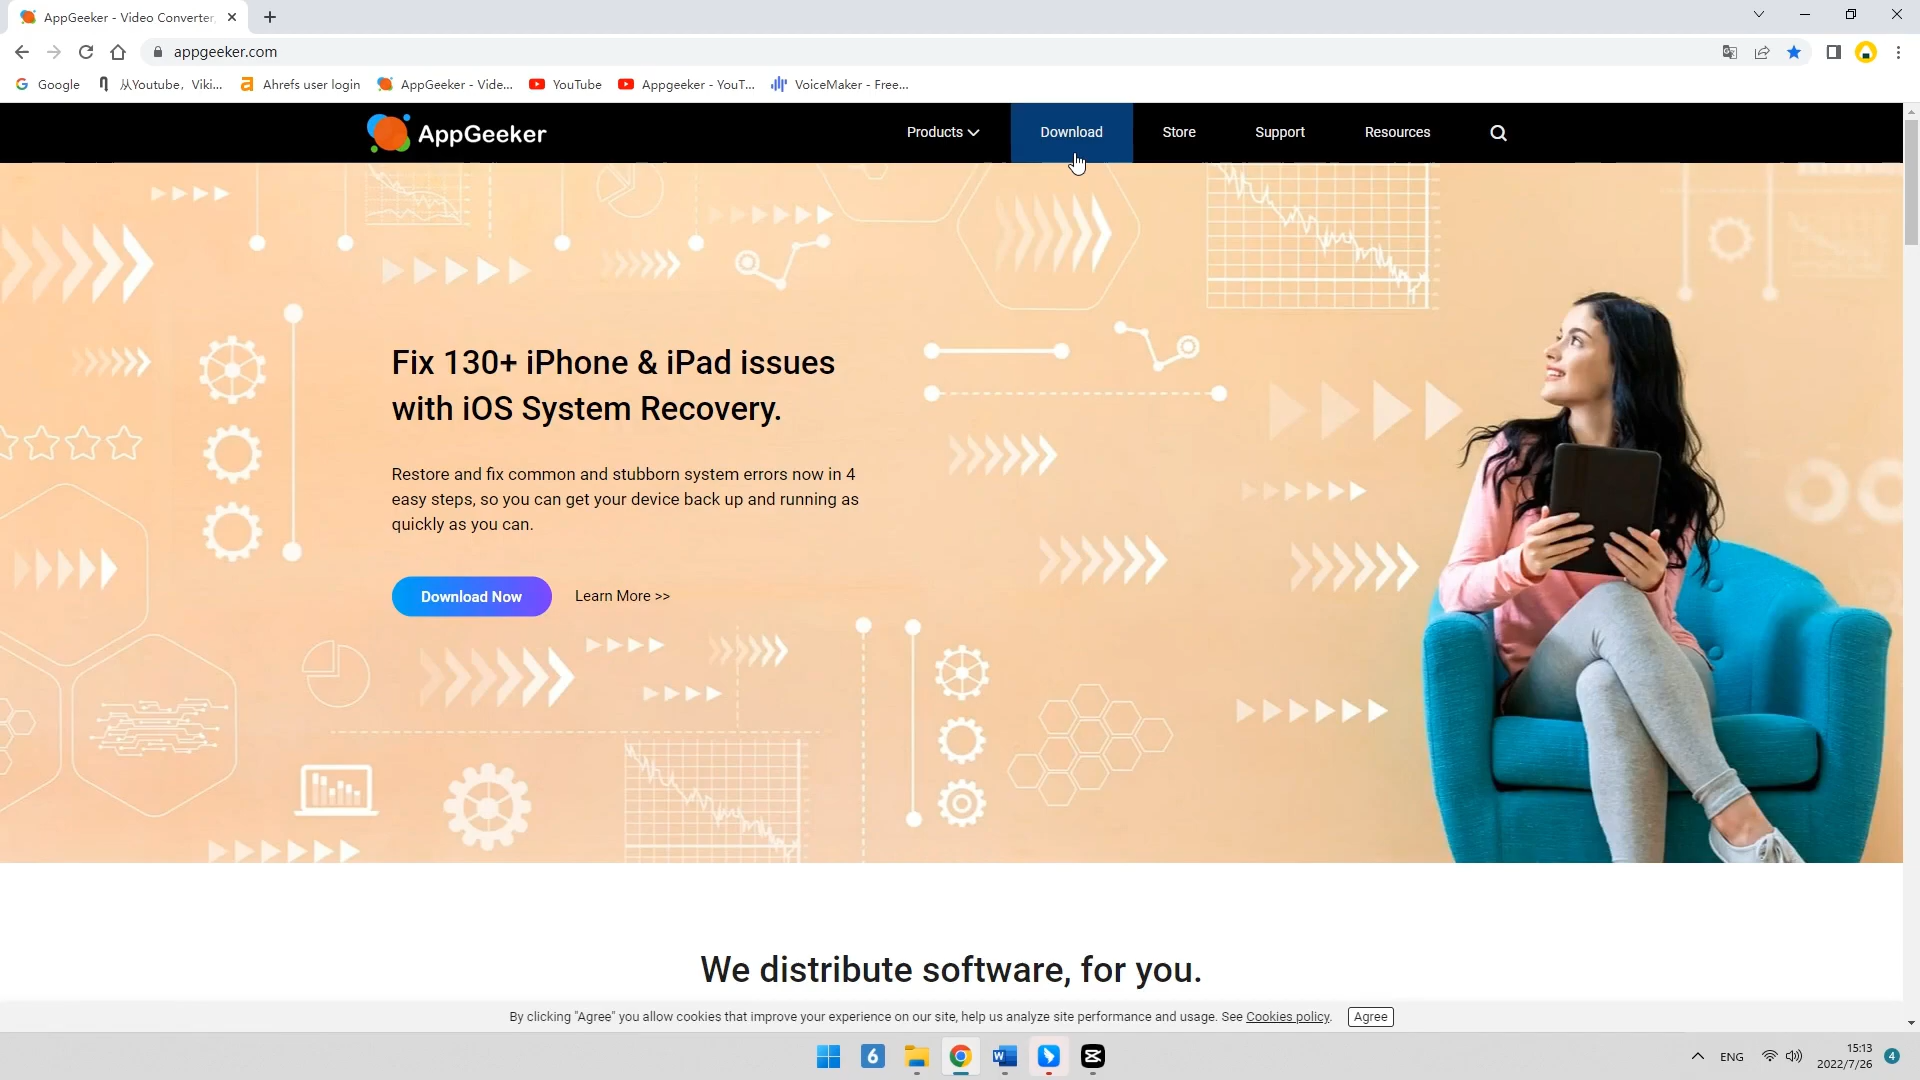 AppGeeker - Video Converter,
appgeeker.com
Google
从Youtube, Viki...
Ahrefs user login
AppGeeker - Vide...
YouTube
Appgeeker - YouT...
VoiceMaker - Free...
AppGeeker
Products
Download
Store
Support
Resources
Fix 130+ iPhone & iPad issues
with iOS System Recovery.
Restore and fix common and stubborn system errors now in 4
easy steps, so you can get your device back up and running as
quickly as you can.
Download Now
Learn More >>
We distribute software, for you.
By clicking "Agree" you allow cookies that improve your experience on our site, help us analyze site performance and usage. See Cookies policy.
Agree
6
W
ENG
15:13
2022/7/26
4